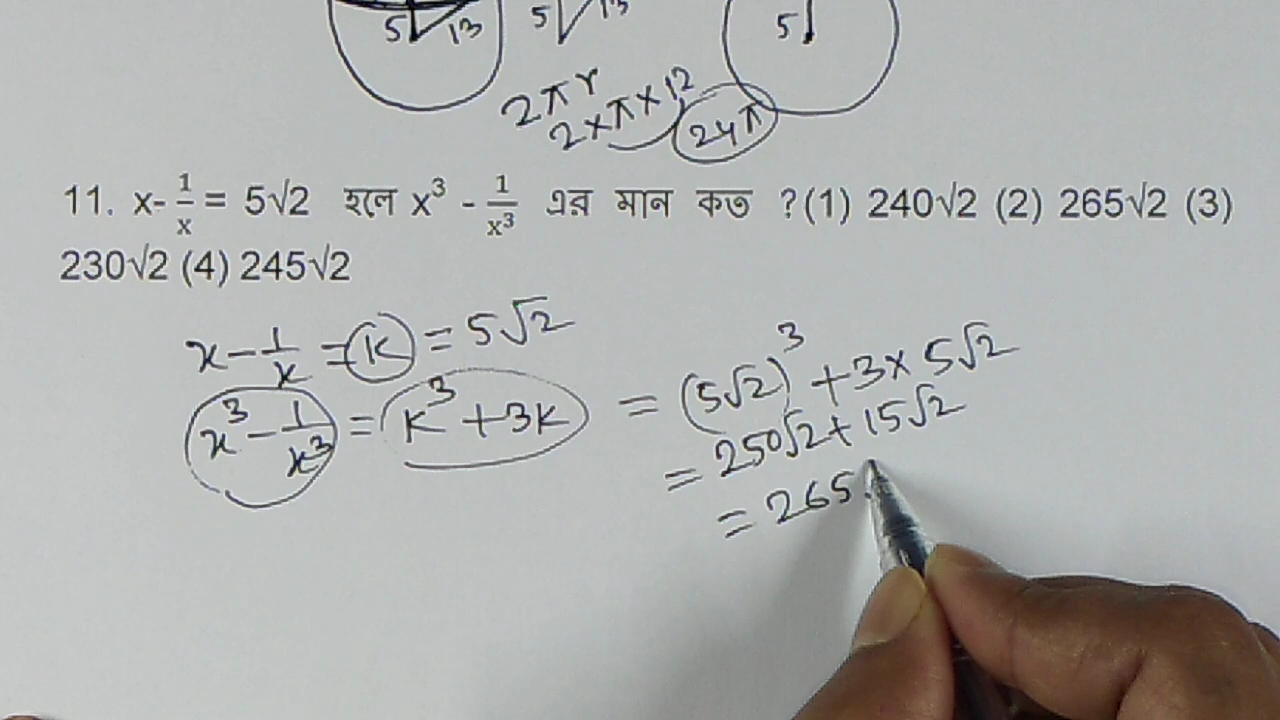 5 13 5 13 5
2πr
2×π×12 24π
11. x- 1/x = 5√2 হলে x³ - 1/x³ এর মান কত ?(1) 240√2 (2) 265√2 (3)
230√2 (4) 245√2
x - 1/x = k = 5√2
x³ - 1/x³ = k³ + 3k = (5√2)³ + 3× 5√2
= 250√2 + 15√2
= 265